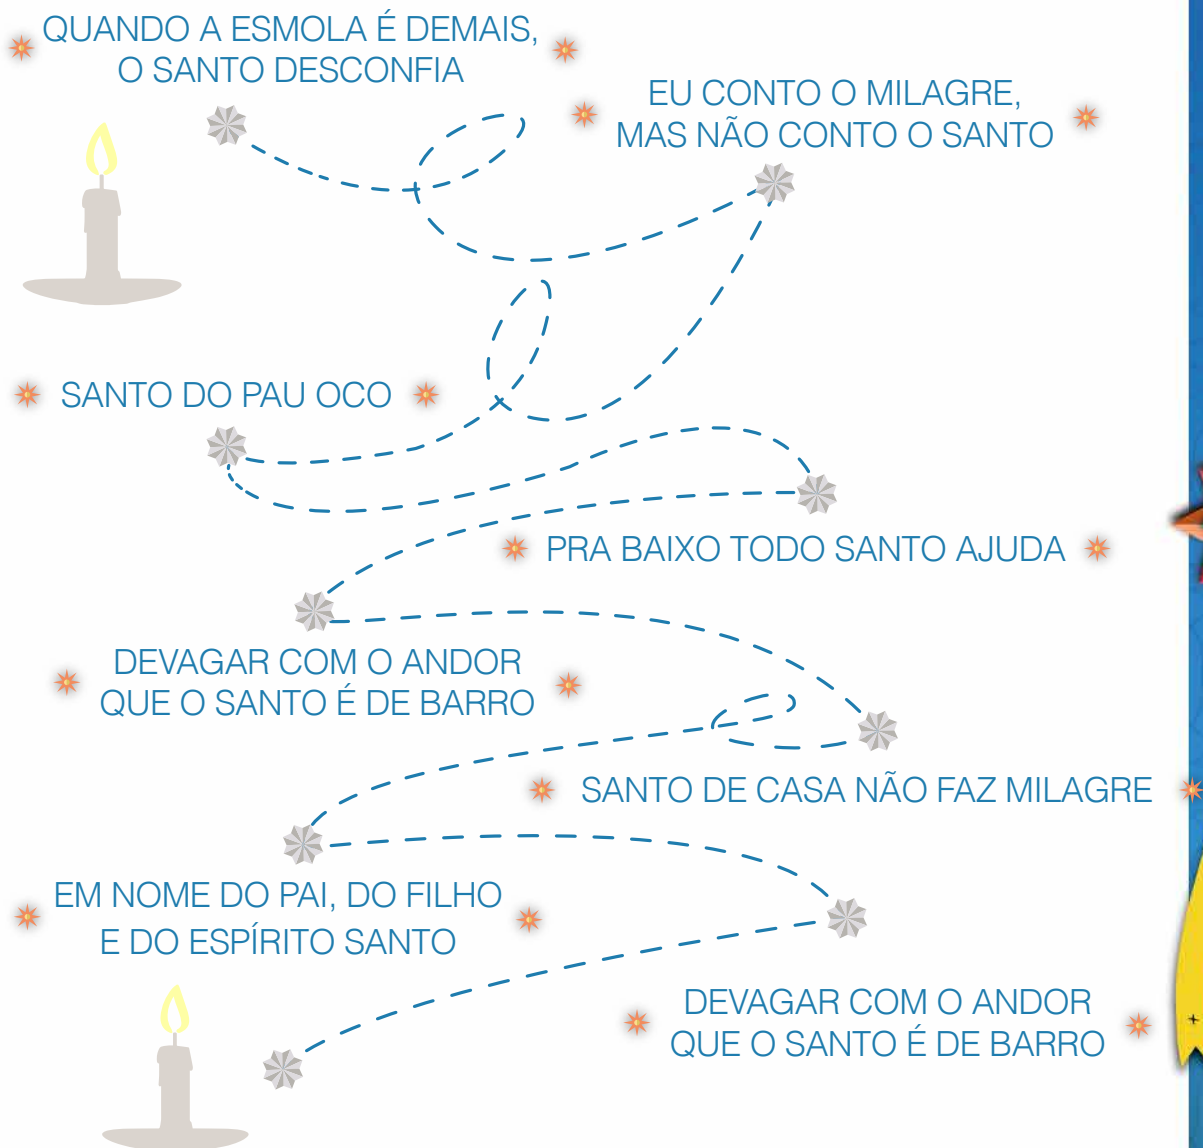 QUANDO A ESMOLA É DEMAIS,
O SANTO DESCONFIA
EU CONTO O MILAGRE,
MAS NÃO CONTO O SANTO
SANTO DO PAU OCO
PRA BAIXO TODO SANTO AJUDA
DEVAGAR COM O ANDOR
QUE O SANTO É DE BARRO
SANTO DE CASA NÃO FAZ MILAGRE
EM NOME DO PAI, DO FILHO
E DO ESPÍRITO SANTO
DEVAGAR COM O ANDOR
QUE O SANTO É DE BARRO